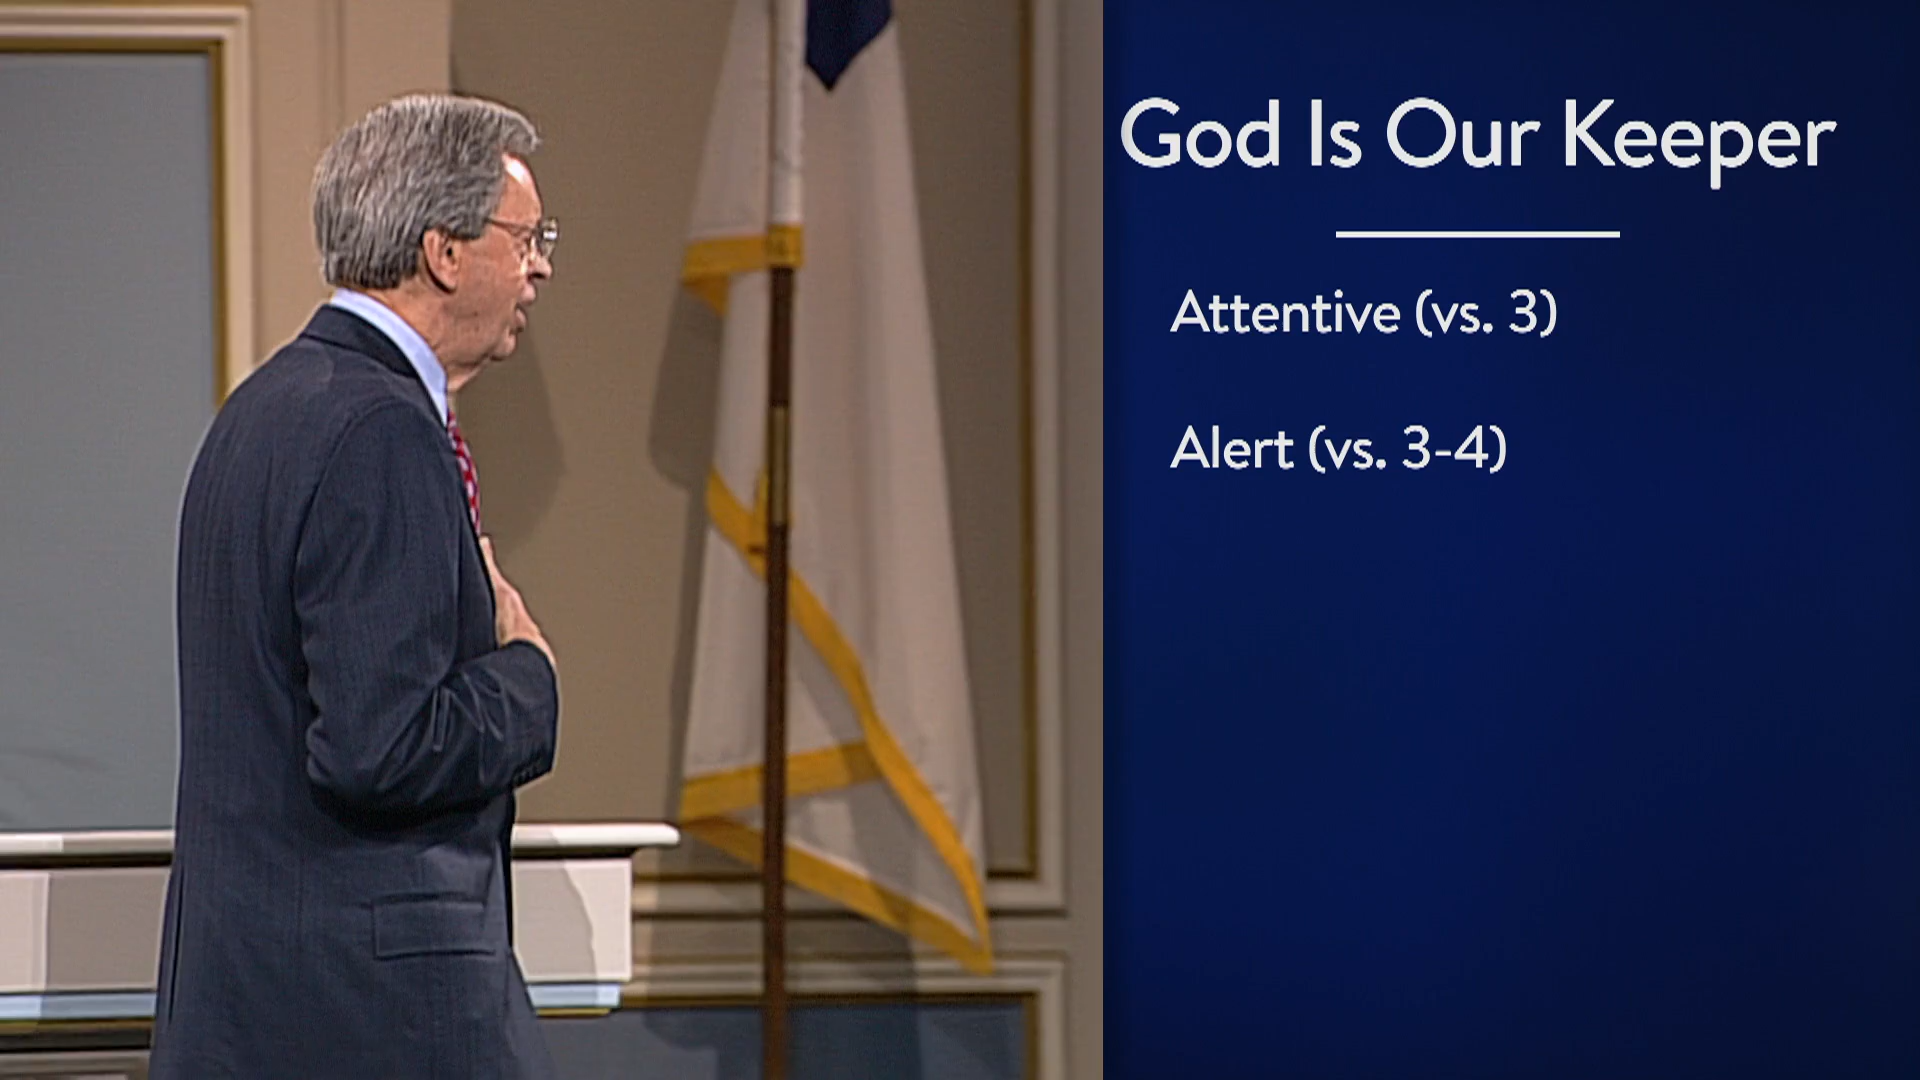 God Is Our Keeper
Attentive (vs. 3)
Alert (vs. 3-4)